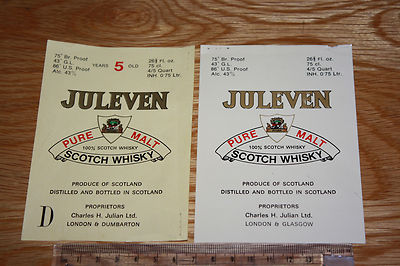 75° Br. Proof
43° G.L.
86° U.S. Proof
Alc. 43°/°
YEARS 5 OLD
26⅔ fl. oz.
75 cl.
4/5 Quart
INH. 0·75 Ltr.
JULEVEN
PURE MALT
100% SCOTCH WHISKY
SCOTCH WHISKY
PRODUCE OF SCOTLAND
DISTILLED AND BOTTLED IN SCOTLAND
D
PROPRIETORS
Charles H. Julian Ltd.
LONDON & DUMBARTON
75° Br. Proof
43° G.L.
86° U.S. Proof
Alc. 43°/°
26⅔ fl. oz.
75 cl.
4/5 Quart
INH. 0·75 Ltr.
JULEVEN
PURE MALT
100% SCOTCH WHISKY
SCOTCH WHISKY
PRODUCE OF SCOTLAND
DISTILLED AND BOTTLED IN SCOTLAND
PROPRIETORS
Charles H. Julian Ltd.
LONDON & GLASGOW